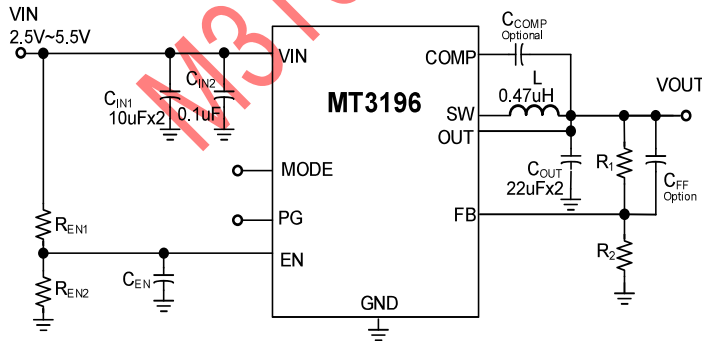 VIN
2.5V~5.5V
CIN1
10uFx2
CIN2
0.1uF
REN1
REN2
CEN
VIN
MODE
PG
EN
MT3196
GND
COMP
SW
OUT
FB
CCOMP
Optional
L
0.47uH
VOUT
COUT
22uFx2
R1
R2
CFF
Option